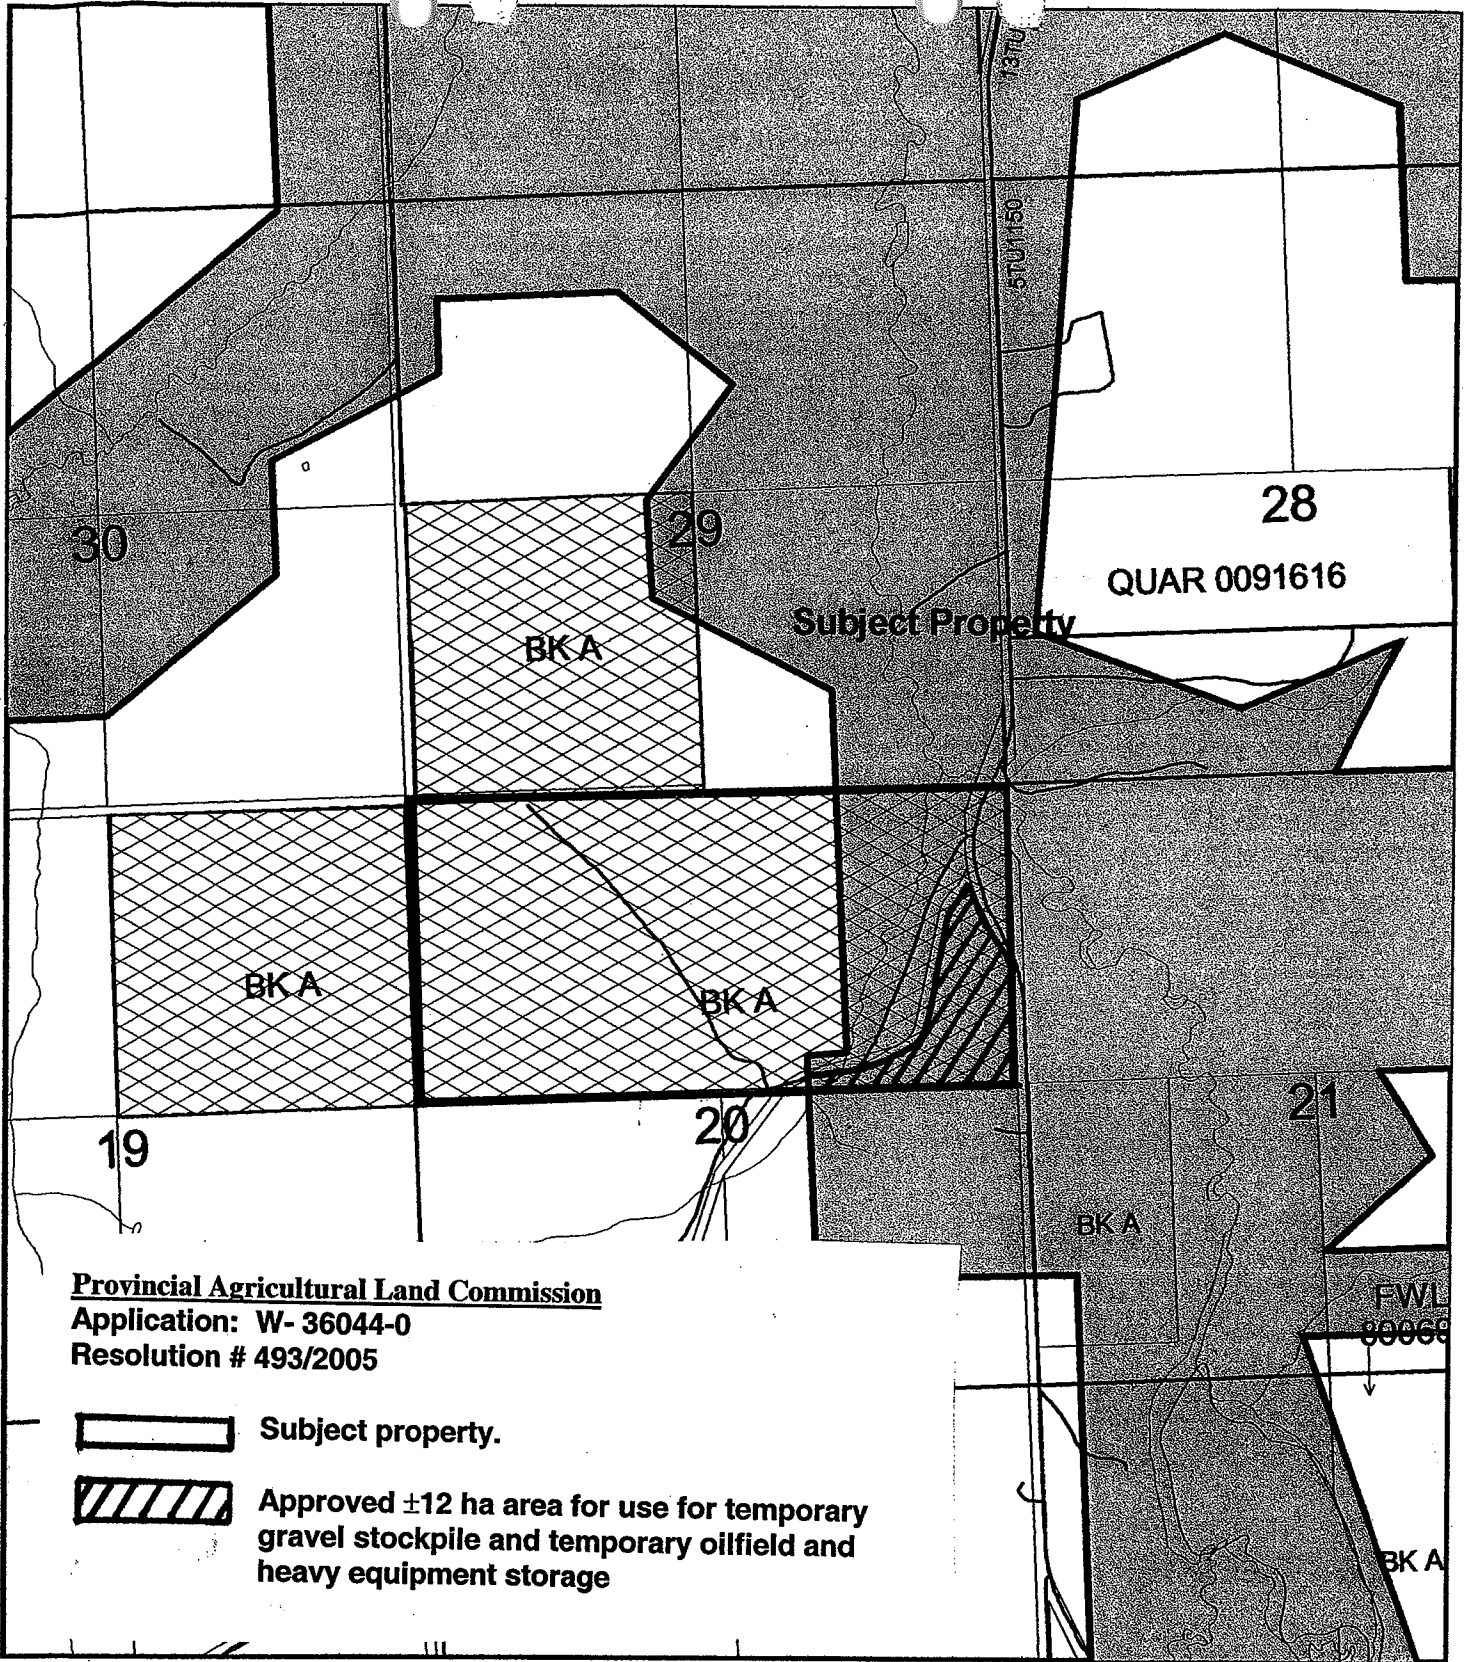 13TU
5TU1150
28
QUAR 0091616
30
29
Subject Property
BK A
BK A
BK A
21
20
19
BK A
FWL
80068
BK A
Provincial Agricultural Land Commission
Application: W- 36044-0
Resolution # 493/2005
Subject property.
Approved ±12 ha area for use for temporary
gravel stockpile and temporary oilfield and
heavy equipment storage